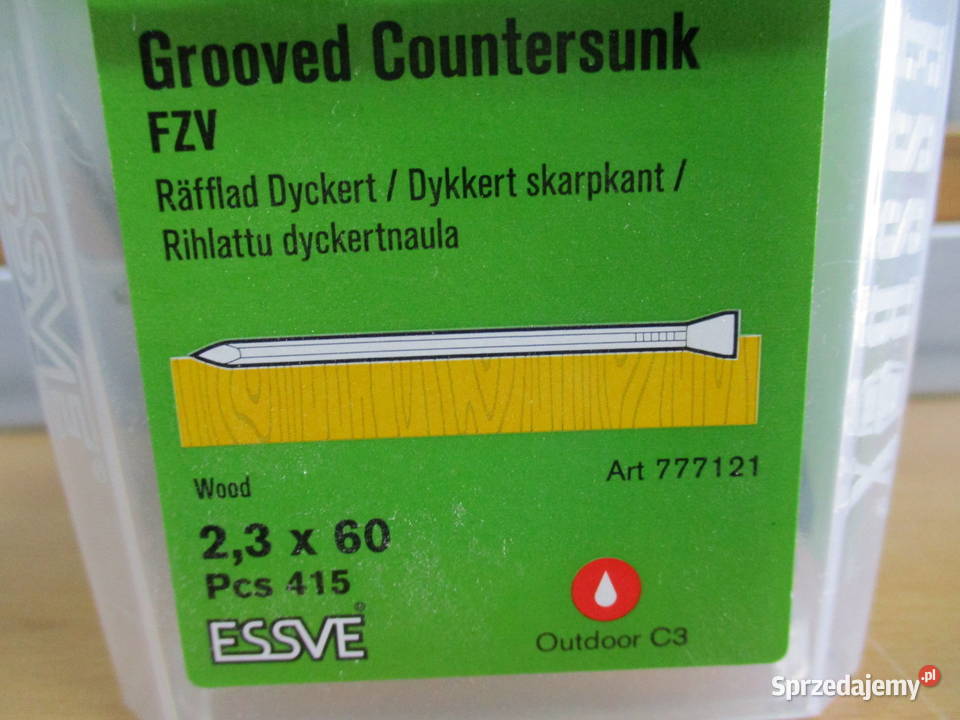 Grooved Countersunk
FZV
Räfflad Dyckert / Dykkert skarpkant /
Rihlattu dyckertnaula
Wood
Art 777121
2,3 x 60
Pcs 415
ESSVE®
Outdoor C3
ESSVE®
Sprzedajemy.pl